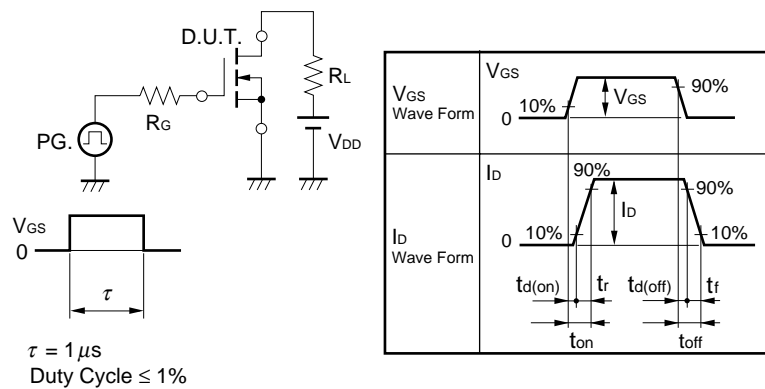 D.U.T.
RL
RG
PG.
VDD
VGS
0
τ
τ = 1 μs
Duty Cycle ≤ 1%
VGS
Wave Form
VGS
10%
0
VGS
90%
ID
Wave Form
ID
90%
90%
10%
0
ID
10%
td(on)
tr
td(off)
tf
ton
toff